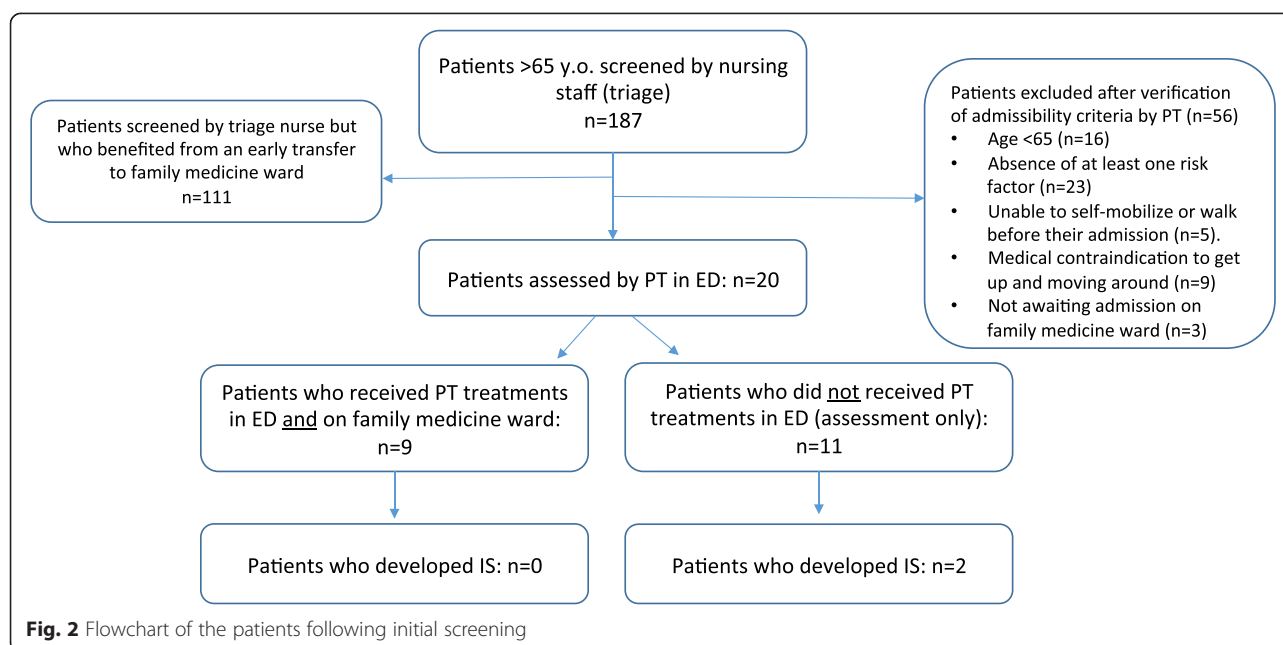 Patients >65 y.o. screened by nursing
staff (triage)
n=187
Patients screened by triage nurse but
who benefited from an early transfer
to family medicine ward
n=111
Patients excluded after verification
of admissibility criteria by PT (n=56)
• Age <65 (n=16)
• Absence of at least one risk
factor (n=23)
• Unable to self-mobilize or walk
before their admission (n=5).
• Medical contraindication to get
up and moving around (n=9)
• Not awaiting admission on
family medicine ward (n=3)
Patients assessed by PT in ED: n=20
Patients who received PT treatments
in ED and on family medicine ward:
n=9
Patients who did not received PT
treatments in ED (assessment only):
n=11
Patients who developed IS: n=0
Patients who developed IS: n=2
Fig. 2 Flowchart of the patients following initial screening